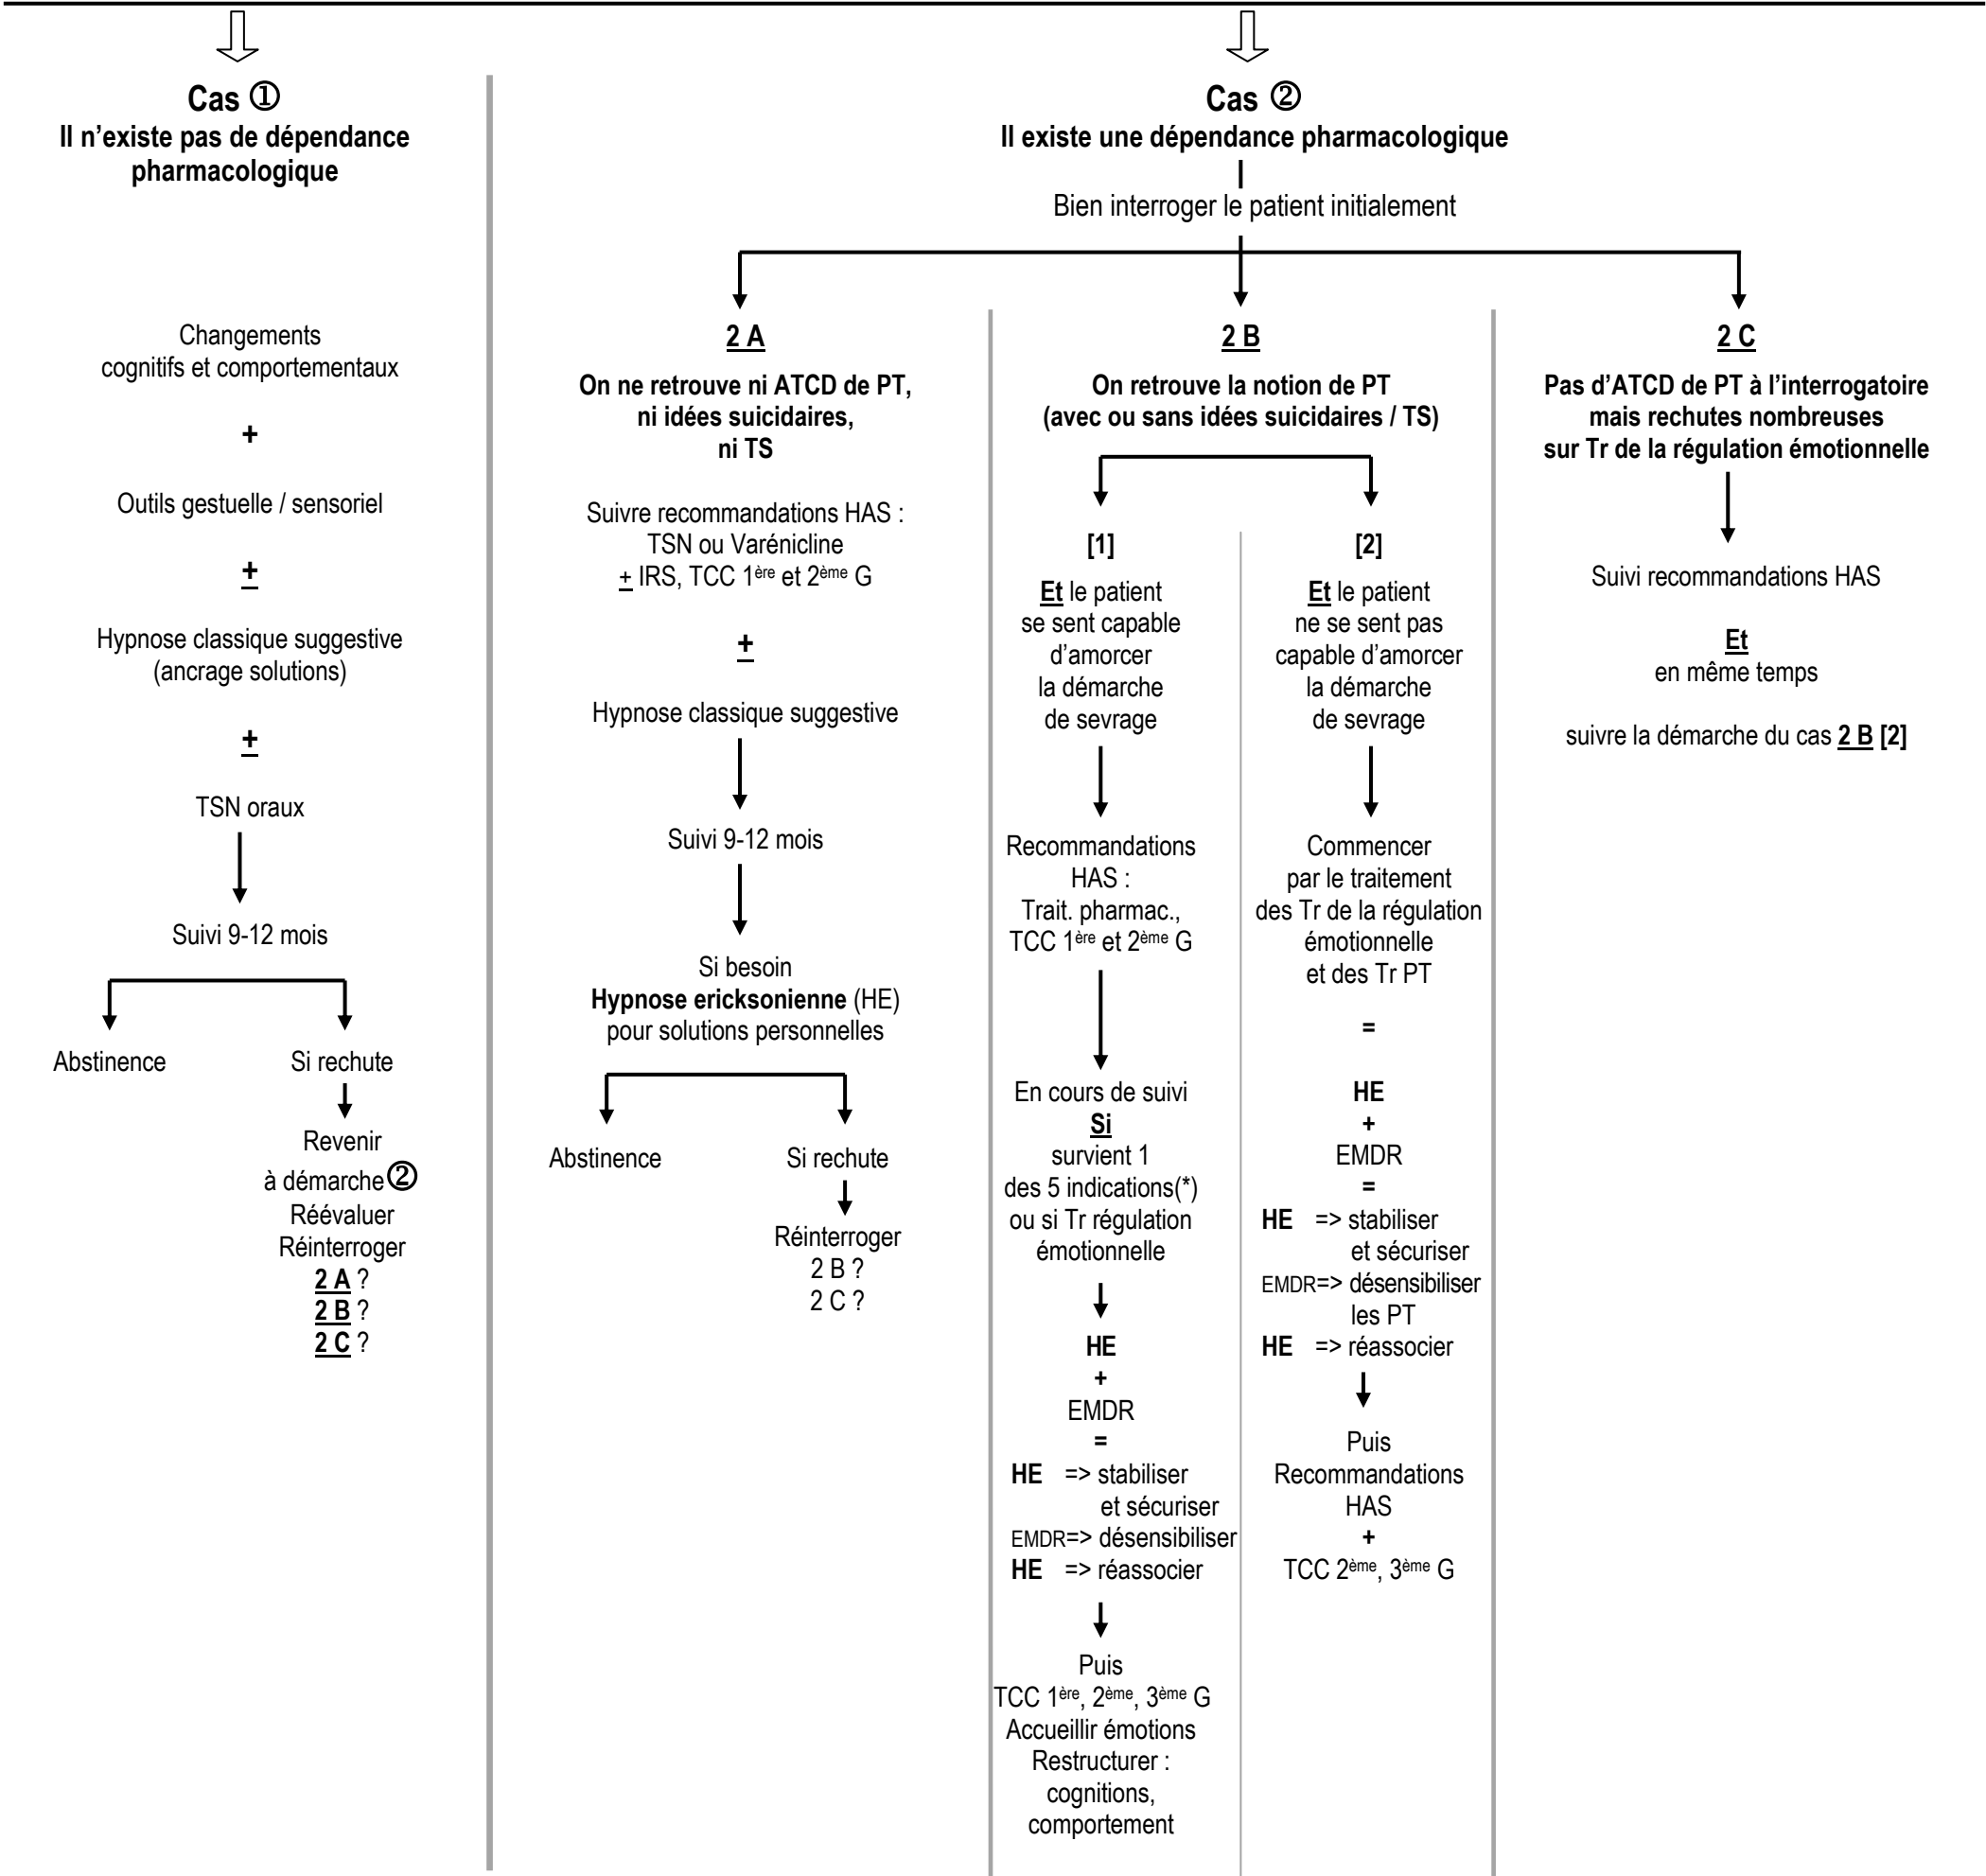 Cas ①
Il n'existe pas de dépendance
pharmacologique
Changements
cognitifs et comportementaux
+
Outils gestuelle / sensoriel
±
Hypnose classique suggestive
(ancrage solutions)
±
TSN oraux
Suivi 9-12 mois
Abstinence
Si rechute
Revenir
à démarche②
Réévaluer
Réinterroger
2 A ?
2 B ?
2 C ?
Cas ②
Il existe une dépendance pharmacologique
Bien interroger le patient initialement
2 A
On ne retrouve ni ATCD de PT,
ni idées suicidaires,
ni TS
Suivre recommandations HAS :
TSN ou Varénicline
+ IRS, TCC 1ère et 2ème G
±
Hypnose classique suggestive
Suivi 9-12 mois
Si besoin
Hypnose ericksonienne (HE)
pour solutions personnelles
Abstinence
Si rechute
Réinterroger
2 B ?
2 C ?
2 B
On retrouve la notion de PT
(avec ou sans idées suicidaires / TS)
[1]
Et le patient
se sent capable
d'amorcer
la démarche
de sevrage
Recommandations
HAS :
Trait. pharmac.,
TCC 1ère et 2ème G
En cours de suivi
Si
survient 1
des 5 indications(*)
ou si Tr régulation
émotionnelle
HE
+
EMDR
=
HE => stabiliser
et sécuriser
EMDR=> désensibiliser
HE => réassocier
Puis
TCC 1ère, 2ème, 3ème G
Accueillir émotions
Restructurer :
cognitions,
comportement
[2]
Et le patient
ne se sent pas
capable d'amorcer
la démarche
de sevrage
Commencer
par le traitement
des Tr de la régulation
émotionnelle
et des Tr PT
=
HE
+
EMDR
=
HE => stabiliser
et sécuriser
EMDR=> désensibiliser
les PT
HE => réassocier
Puis
Recommandations
HAS
+
TCC 2ème, 3ème G
2 C
Pas d'ATCD de PT à l'interrogatoire
mais rechutes nombreuses
sur Tr de la régulation émotionnelle
Suivi recommandations HAS
Et
en même temps
suivre la démarche du cas 2 B [2]